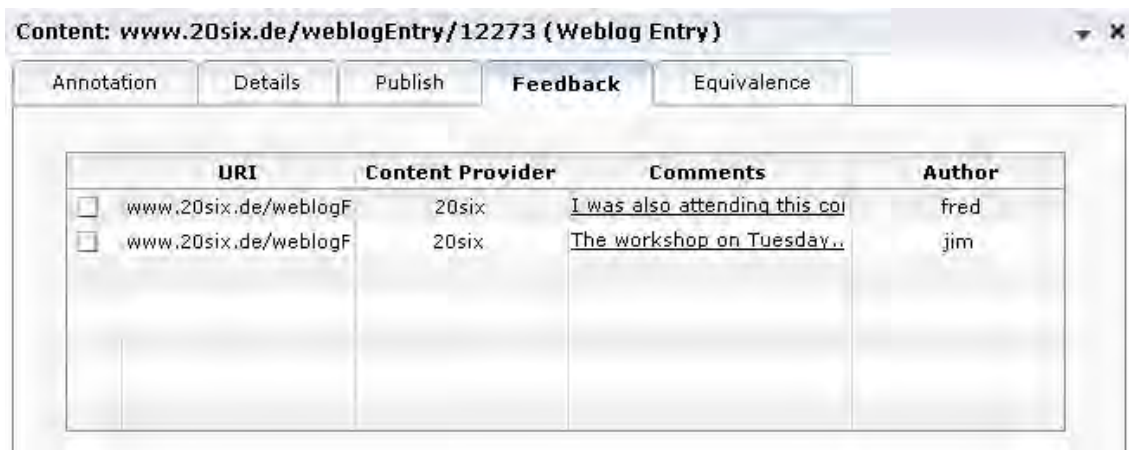 Content: www.20six.de/weblogEntry/12273 (Weblog Entry)
Annotation Details Publish Feedback Equivalence
URI Content Provider Comments Author
www.20six.de/weblogF 20six I was also attending this cor fred
www.20six.de/weblogF 20six The workshop on Tuesday.. jim